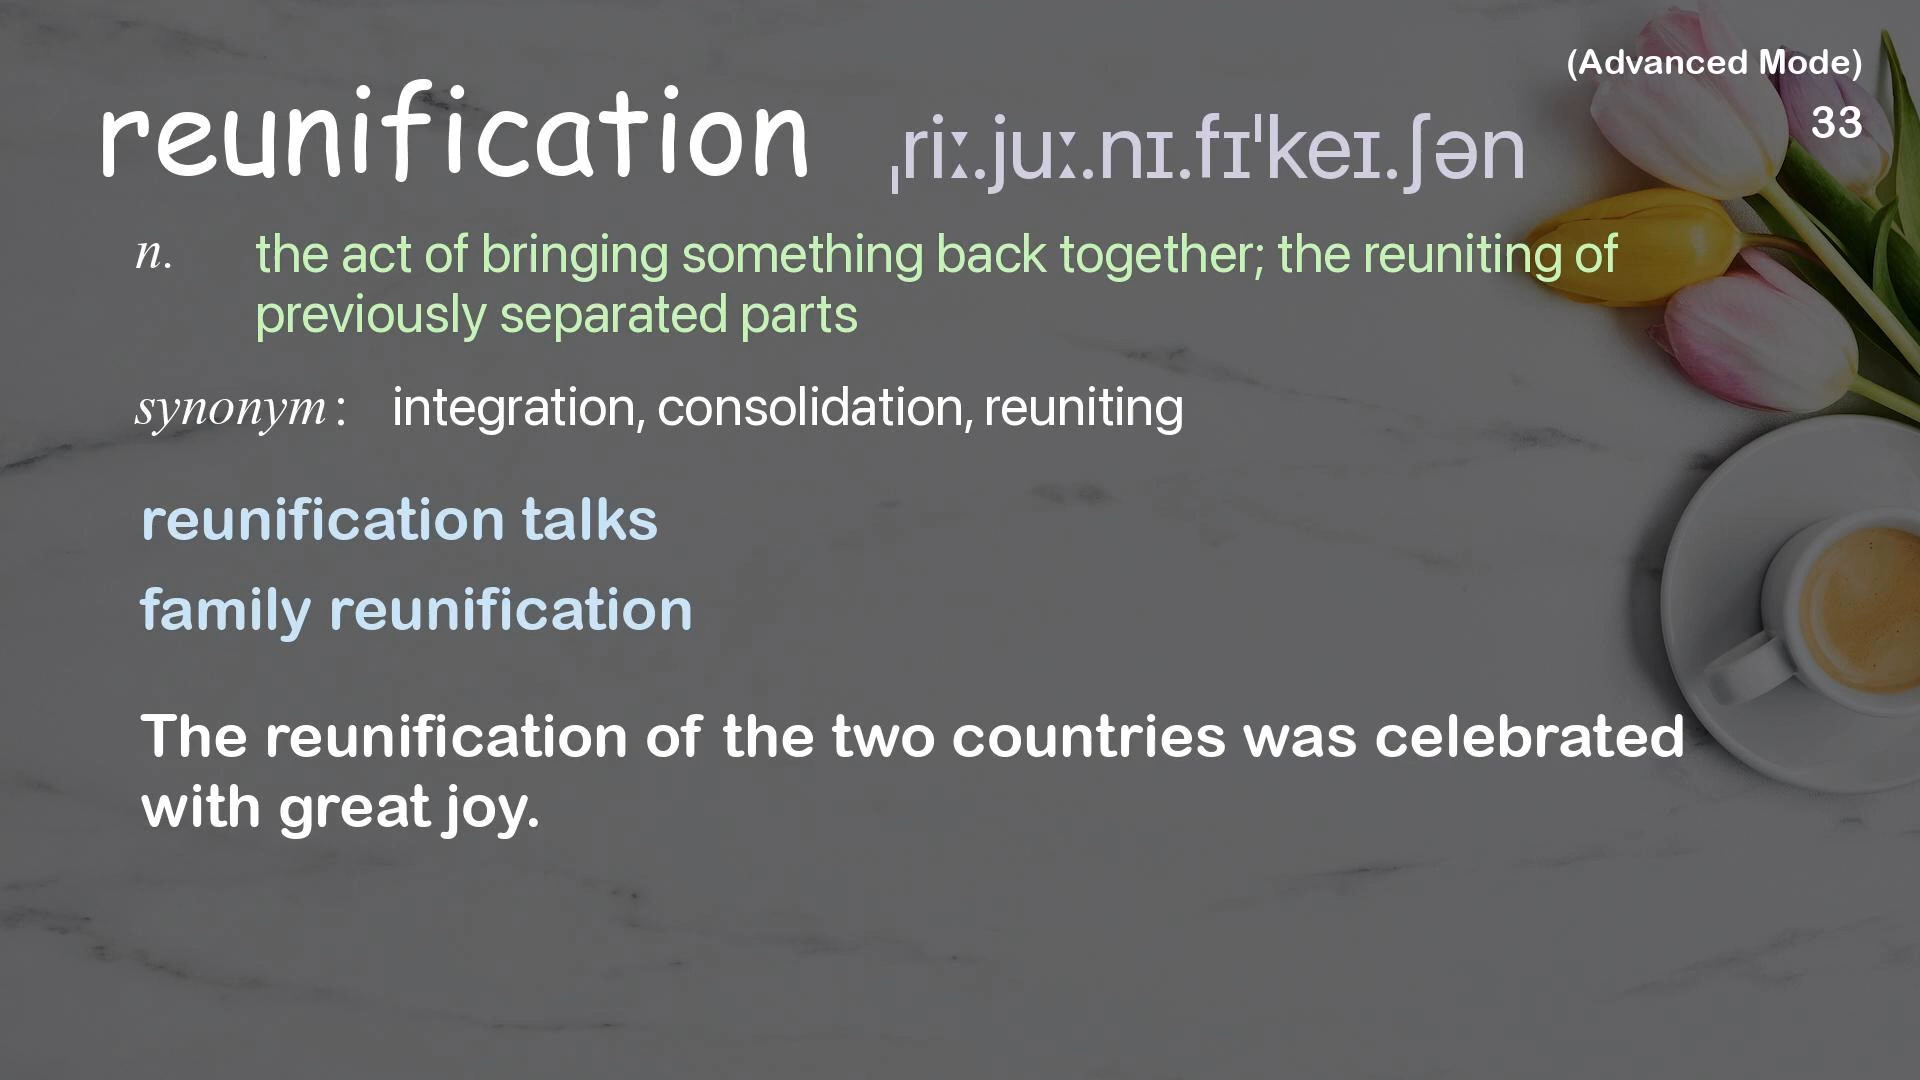 (Advanced Mode)
reunification ˌriː.juː.nɪ.fɪˈkeɪ.ʃən
33
n. the act of bringing something back together; the reuniting of
previously separated parts
synonym : integration, consolidation, reuniting
reunification talks
family reunification
The reunification of the two countries was celebrated
with great joy.